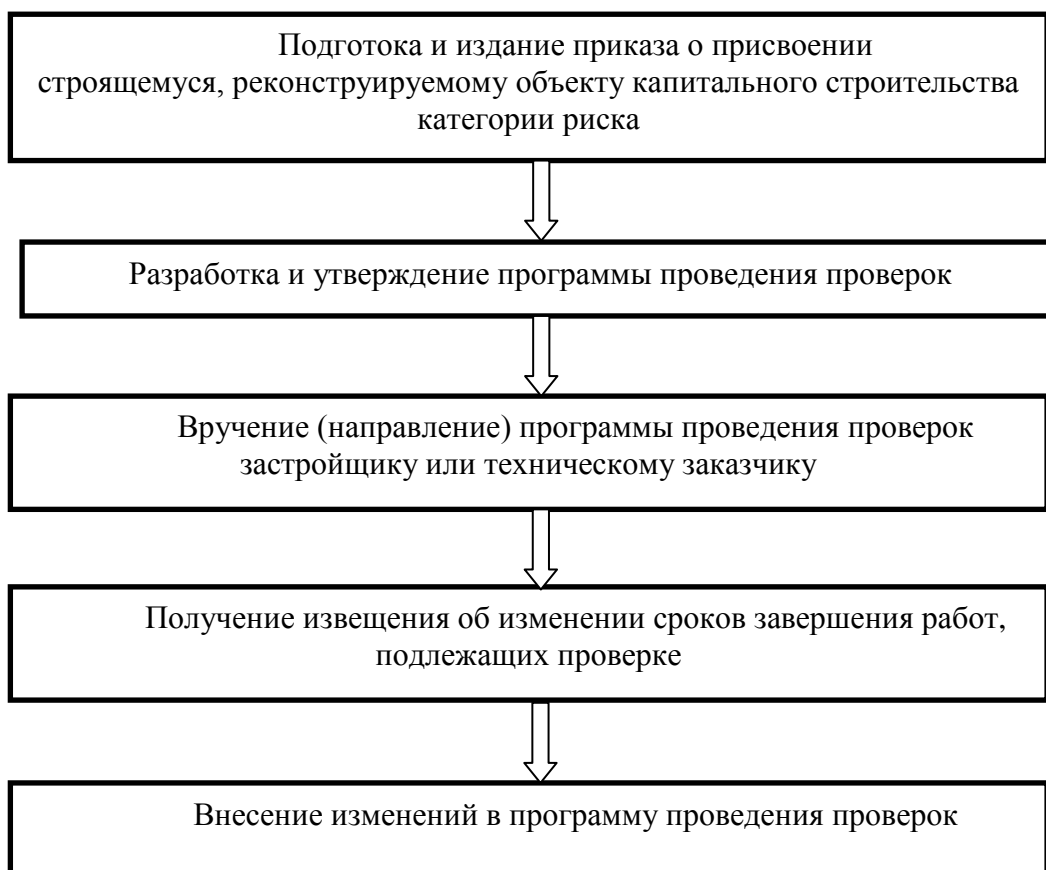 Подготока и издание приказа о присвоении
строящемуся, реконструируемому объекту капитального строительства
категории риска
Разработка и утверждение программы проведения проверок
Вручение (направление) программы проведения проверок
застройщику или техническому заказчику
Получение извещения об изменении сроков завершения работ,
подлежащих проверке
Внесение изменений в программу проведения проверок